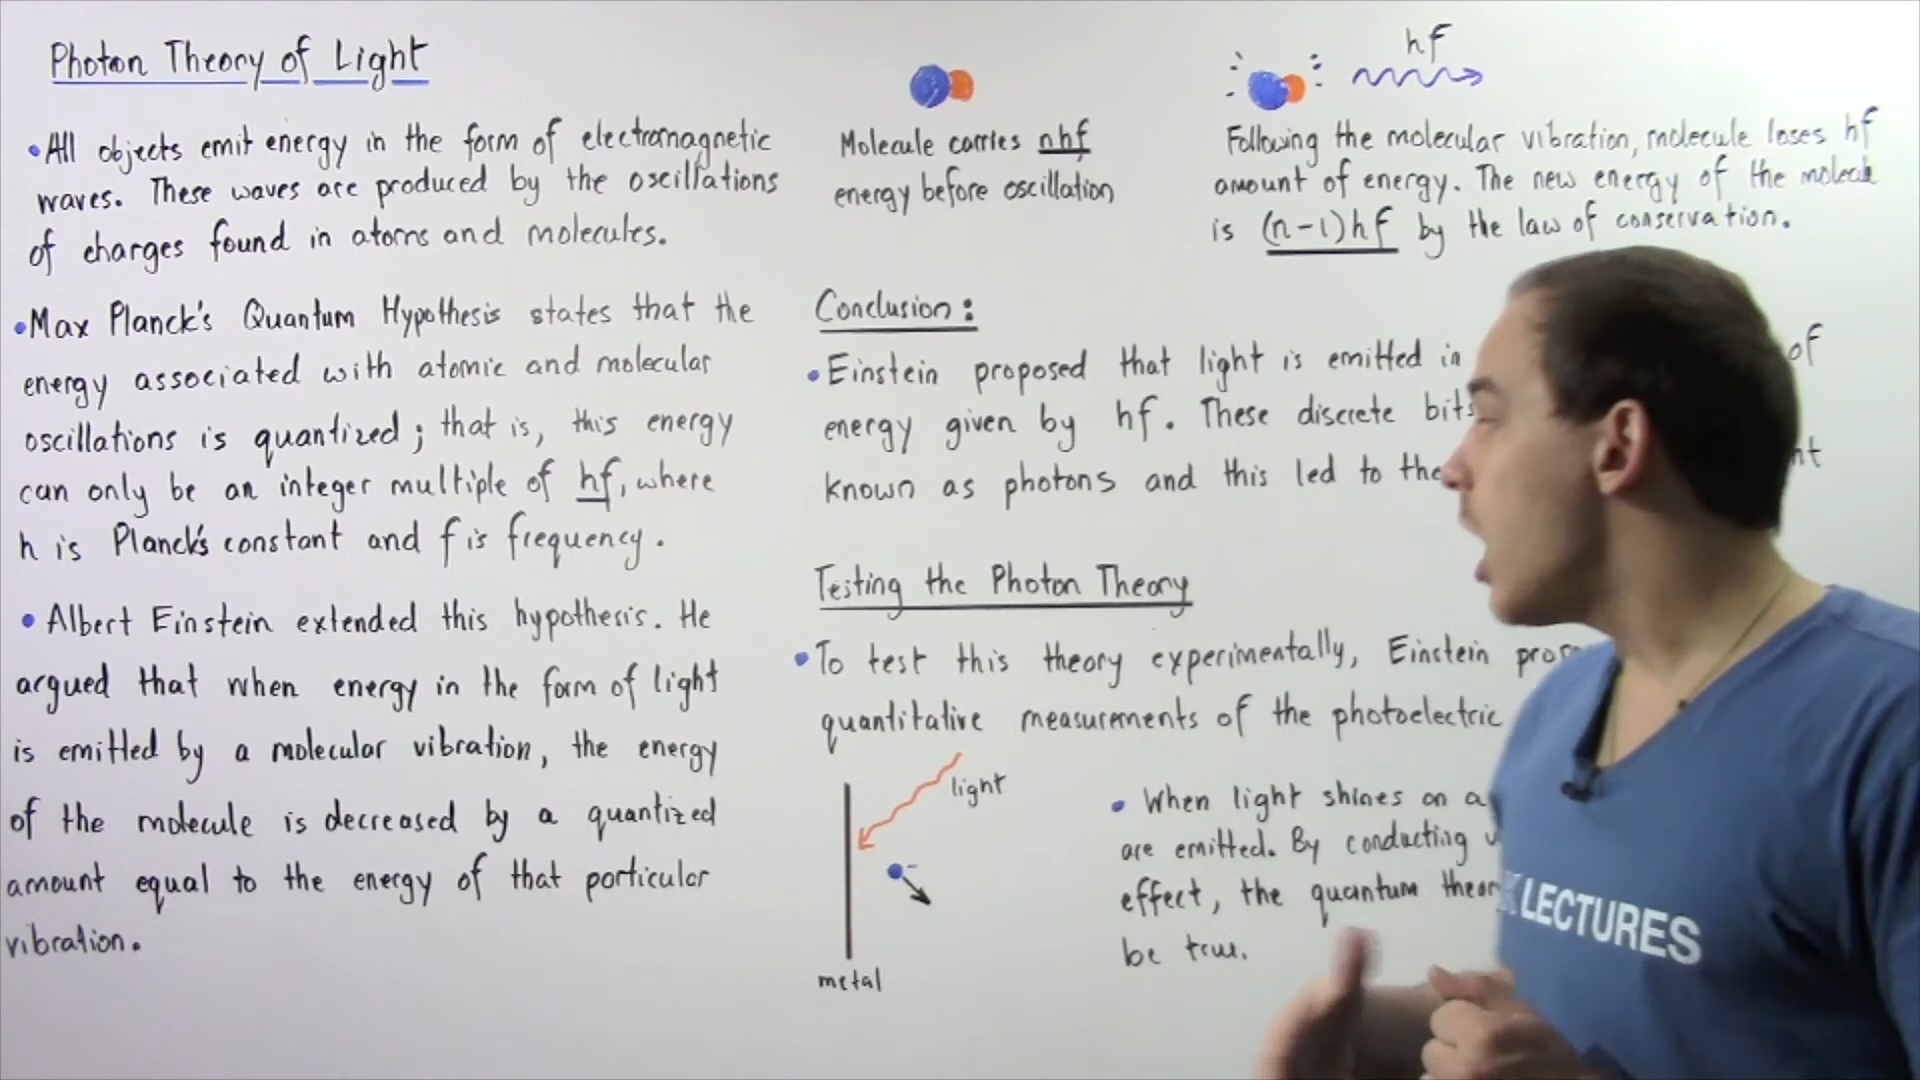 Photon Theory of Light
•All objects emit energy in the form of electromagnetic
waves. These waves are produced by the oscillations
of charges found in atoms and molecules.
•Max Planck's Quantum Hypothesis states that the
energy associated with atomic and molecular
oscillations is quantized; that is, this energy
can only be an integer multiple of hf, where
h is Planck's constant and f is frequency.
• Albert Einstein extended this hypothesis. He
argued that when energy in the form of light
is emitted by a molecular vibration, the energy
of the molecule is decreased by a quantized
amount equal to the energy of that particular
vibration.
Molecule carries nhf
energy before oscillation
hf
Following the molecular vibration, molecule loses hf
amount of energy. The new energy of the
is (n-1)hf by the law of conservation.
Conclusion:
•Einstein proposed that light is emitted in of
energy given by hf. These discrete bits
known as photons and this led to the
Testing the Photon Theory
•To test this theory experimentally, Einstein
quantitative measurements of the photoelectric
light
metal
• When light shines on a
are emitted. By conducting
effect, the quantum
be true.
LECTURES